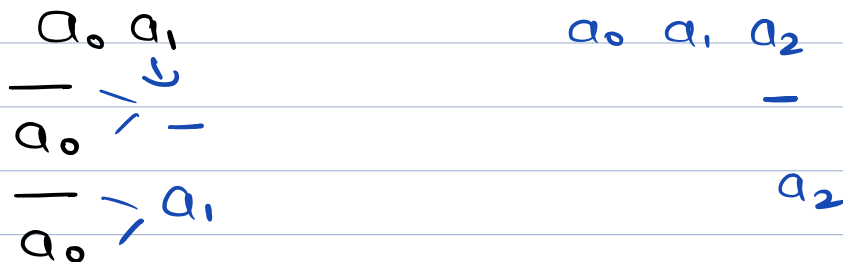 a₀ a₁ a₀ a₁ a₂
— —
a₀ > —
— a₂
a₀ > a₁